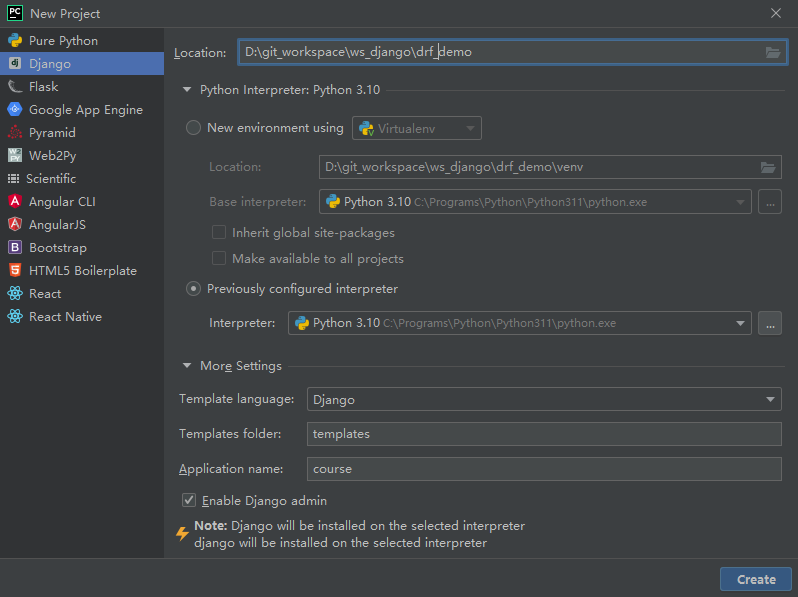 New Project
Pure Python
Django
Flask
Google App Engine
Pyramid
Web2Py
Scientific
Angular CLI
AngularJS
Bootstrap
HTML5 Boilerplate
React
React Native
Location: D:\git_workspace\ws_django\drf_demo
Python Interpreter: Python 3.10
New environment using Virtualenv
Location: D:\git_workspace\ws_django\drf_demo\venv
Base interpreter: Python 3.10 C:\Programs\Python\Python311\python.exe ...
Inherit global site-packages
Make available to all projects
Previously configured interpreter
Interpreter: Python 3.10 C:\Programs\Python\Python311\python.exe ...
More Settings
Template language: Django
Templates folder: templates
Application name: course
Enable Django admin
Note: Django will be installed on the selected interpreter
django will be installed on the selected interpreter
Create